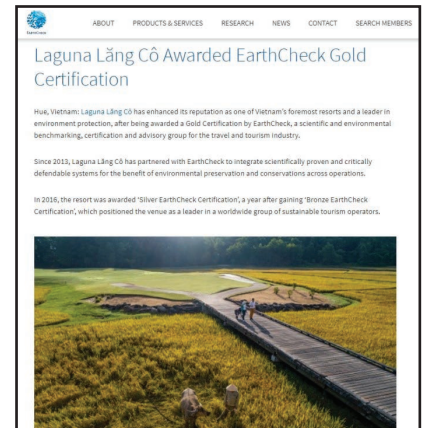 EarthCheck
ABOUT PRODUCTS & SERVICES RESEARCH NEWS CONTACT SEARCH MEMBERS
Laguna Lăng Cô Awarded EarthCheck Gold
Certification
Hue, Vietnam: Laguna Lăng Cô has enhanced its reputation as one of Vietnam's foremost resorts and a leader in
environment protection, after being awarded a Gold Certification by EarthCheck, a scientific and environmental
benchmarking, certification and advisory group for the travel and tourism industry.
Since 2013, Laguna Lăng Cô has partnered with EarthCheck to integrate scientifically proven and critically
defendable systems for the benefit of environmental preservation and conservations across operations.
In 2016, the resort was awarded 'Silver EarthCheck Certification', a year after gaining 'Bronze EarthCheck
Certification', which positioned the venue as a leader in a worldwide group of sustainable tourism operators.